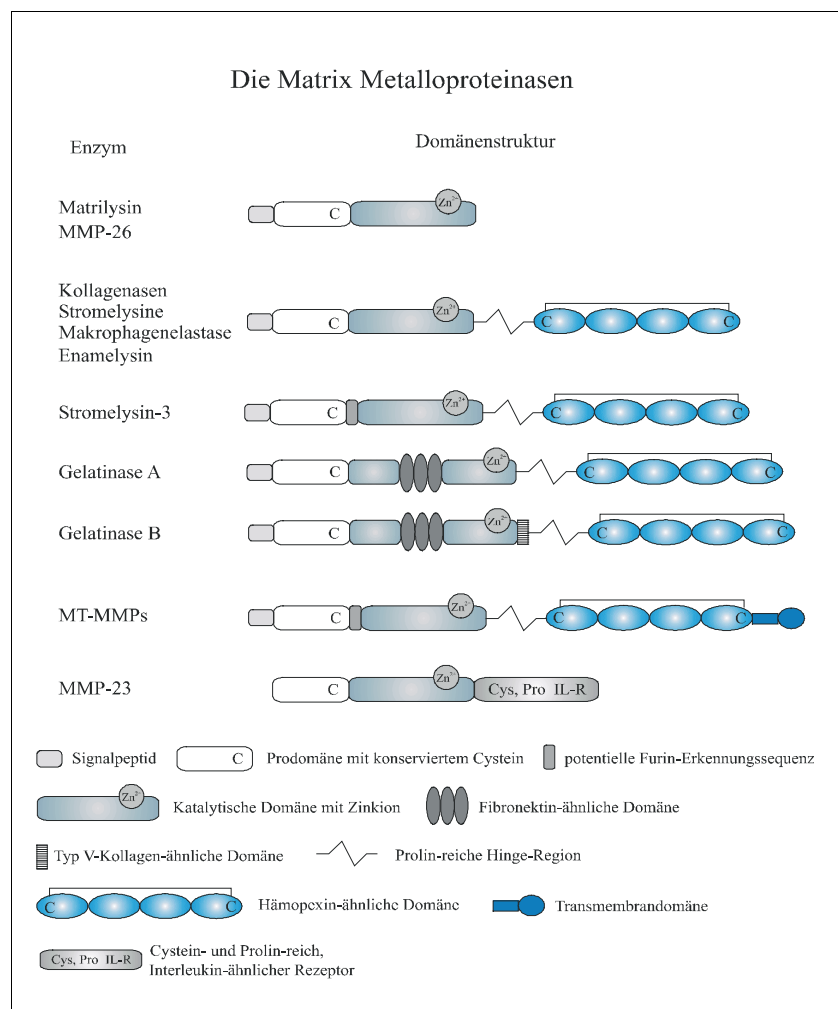 Die Matrix Metalloproteinasen
Enzym
Domänenstruktur
Matrilysin
MMP-26
C
Zn²⁺
Kollagenasen
Stromelysine
Makrophagenelastase
Enamelysin
C
Zn²⁺
C
C
Stromelysin-3
C
Zn²⁺
C
C
Gelatinase A
C
Zn²⁺
C
C
Gelatinase B
C
Zn²⁺
C
C
MT-MMPs
C
Zn²⁺
C
C
MMP-23
C
Zn²⁺
Cys, Pro IL-R
Signalpeptid
C
Prodomäne mit konserviertem Cystein
potentielle Furin-Erkennungssequenz
Zn²⁺
Katalytische Domäne mit Zinkion
Fibronektin-ähnliche Domäne
Typ V-Kollagen-ähnliche Domäne
Prolin-reiche Hinge-Region
C
C
Hämopexin-ähnliche Domäne
Transmembrandomäne
Cys, Pro IL-R
Cystein- und Prolin-reich,
Interleukin-ähnlicher Rezeptor